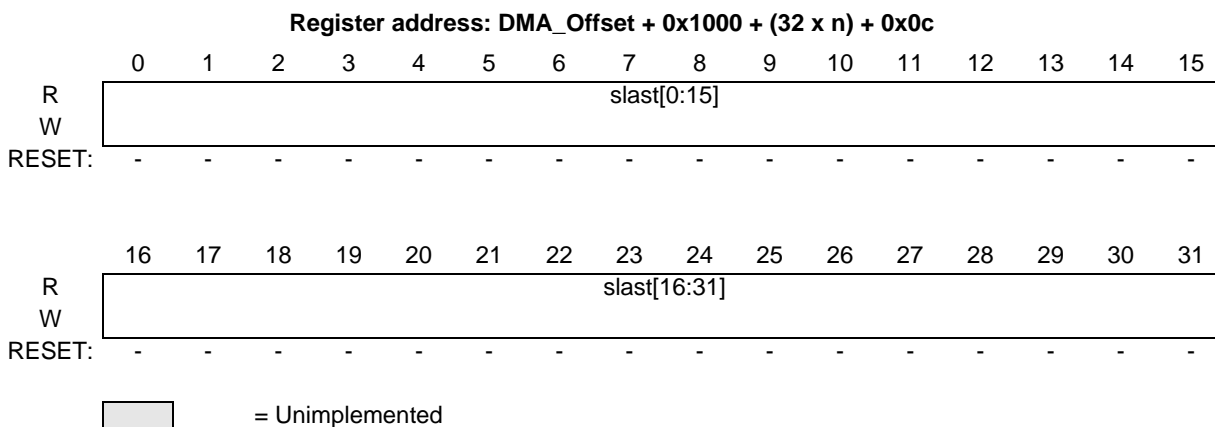 Register address: DMA_Offset + 0x1000 + (32 x n) + 0x0c
0 1 2 3 4 5 6 7 8 9 10 11 12 13 14 15
R slast[0:15]
W
RESET: - - - - - - - - - - - - - - - -
16 17 18 19 20 21 22 23 24 25 26 27 28 29 30 31
R slast[16:31]
W
RESET: - - - - - - - - - - - - - - - -
= Unimplemented